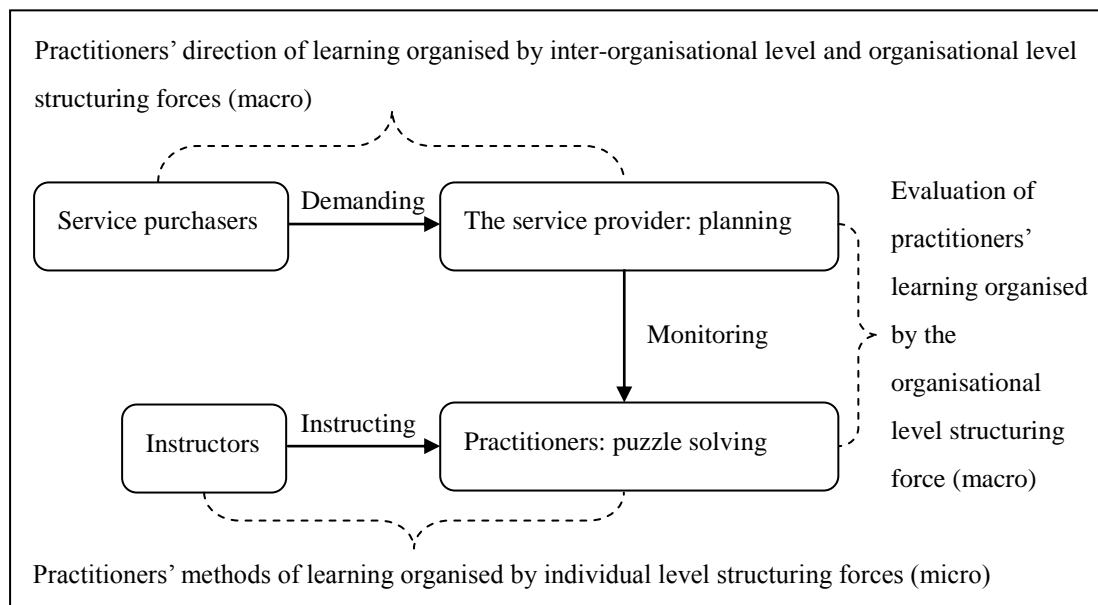 Practitioners’ direction of learning organised by inter-organisational level and organisational level
structuring forces (macro)
Service purchasers
Demanding
The service provider: planning
Evaluation of
practitioners’
learning organised
by the
organisational
level structuring
force (macro)
Monitoring
Instructors
Instructing
Practitioners: puzzle solving
Practitioners’ methods of learning organised by individual level structuring forces (micro)